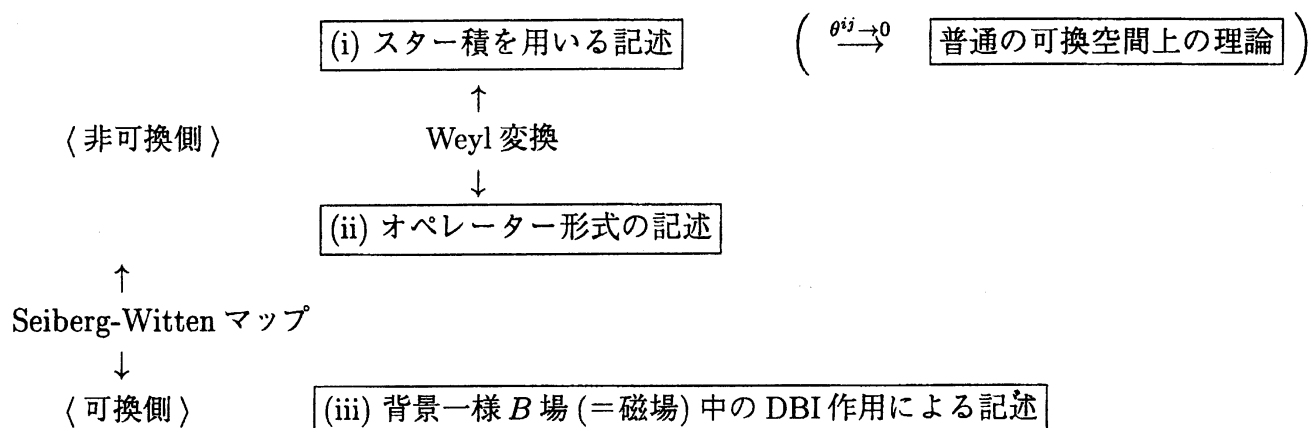 (i) スター積を用いる記述 ( θ^{ij}→0 ⟶ 普通の可換空間上の理論 )
↑
〈 非可換側 〉 Weyl 変換
↓
(ii) オペレーター形式の記述
↑
Seiberg-Witten マップ
↓
〈 可換側 〉 (iii) 背景一様 B 場 (＝磁場) 中の DBI 作用による記述